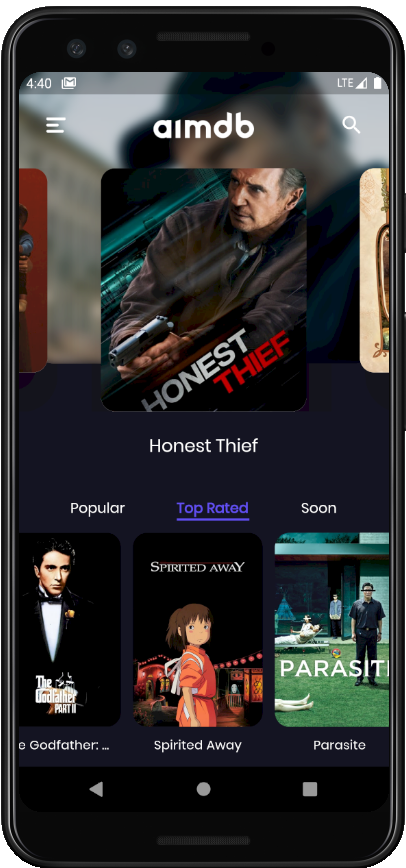 4:40
LTE
aimdb
HONEST
THIEF
Honest Thief
Popular Top Rated Soon
The
Godfather
PART II
SPIRITED AWAY
PARASIT
e Godfather: ...
Spirited Away
Parasite